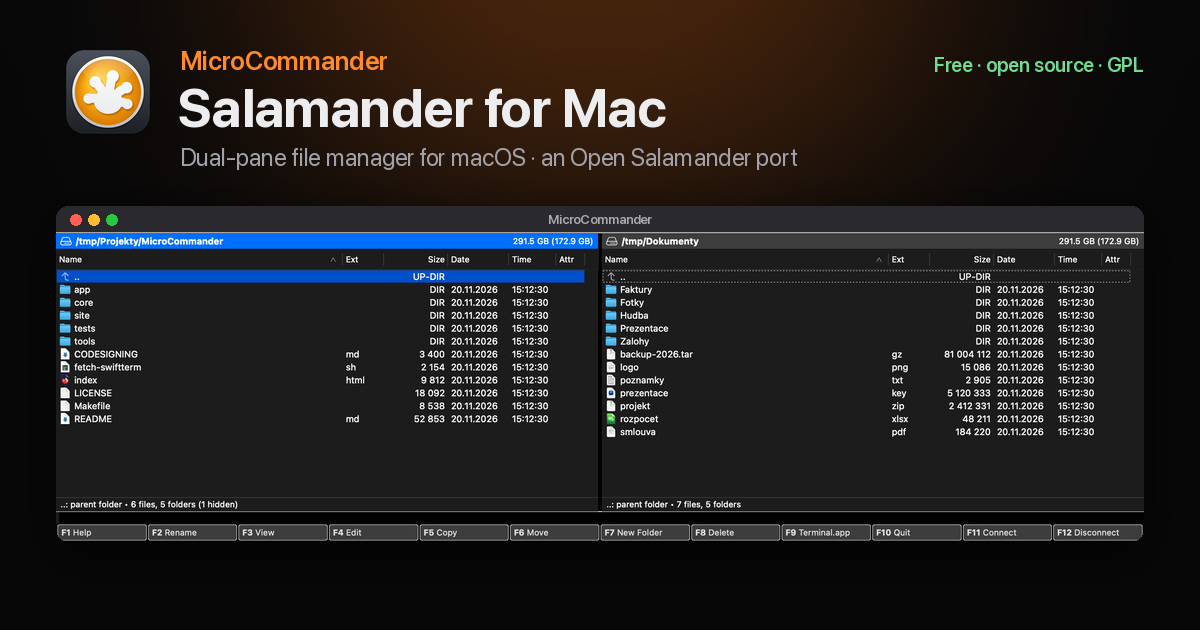 MicroCommander
Salamander for Mac
Dual-pane file manager for macOS · an Open Salamander port
Free · open source · GPL
MicroCommander
/tmp/Projekty/MicroCommander 291.5 GB (172.9 GB)
Name Ext Size Date Time Attr
.. UP-DIR
app DIR 20.11.2026 15:12:30
core DIR 20.11.2026 15:12:30
site DIR 20.11.2026 15:12:30
tests DIR 20.11.2026 15:12:30
tools DIR 20.11.2026 15:12:30
CODESIGNING md 3 400 20.11.2026 15:12:30
fetch-swiftterm sh 2 154 20.11.2026 15:12:30
index html 9 812 20.11.2026 15:12:30
LICENSE 18 092 20.11.2026 15:12:30
Makefile 8 538 20.11.2026 15:12:30
README md 52 853 20.11.2026 15:12:30
..: parent folder • 6 files, 5 folders (1 hidden)
/tmp/Dokumenty 291.5 GB (172.9 GB)
Name Ext Size Date Time Attr
.. UP-DIR
Faktury DIR 20.11.2026 15:12:30
Fotky DIR 20.11.2026 15:12:30
Hudba DIR 20.11.2026 15:12:30
Prezentace DIR 20.11.2026 15:12:30
Zalohy DIR 20.11.2026 15:12:30
backup-2026.tar gz 81 004 112 20.11.2026 15:12:30
logo png 15 086 20.11.2026 15:12:30
poznamky txt 2 905 20.11.2026 15:12:30
prezentace key 5 120 333 20.11.2026 15:12:30
projekt zip 2 412 331 20.11.2026 15:12:30
rozpocet xlsx 48 211 20.11.2026 15:12:30
smlouva pdf 184 220 20.11.2026 15:12:30
..: parent folder • 7 files, 5 folders
F1 Help F2 Rename F3 View F4 Edit F5 Copy F6 Move F7 New Folder F8 Delete F9 Terminal.app F10 Quit F11 Connect F12 Disconnect